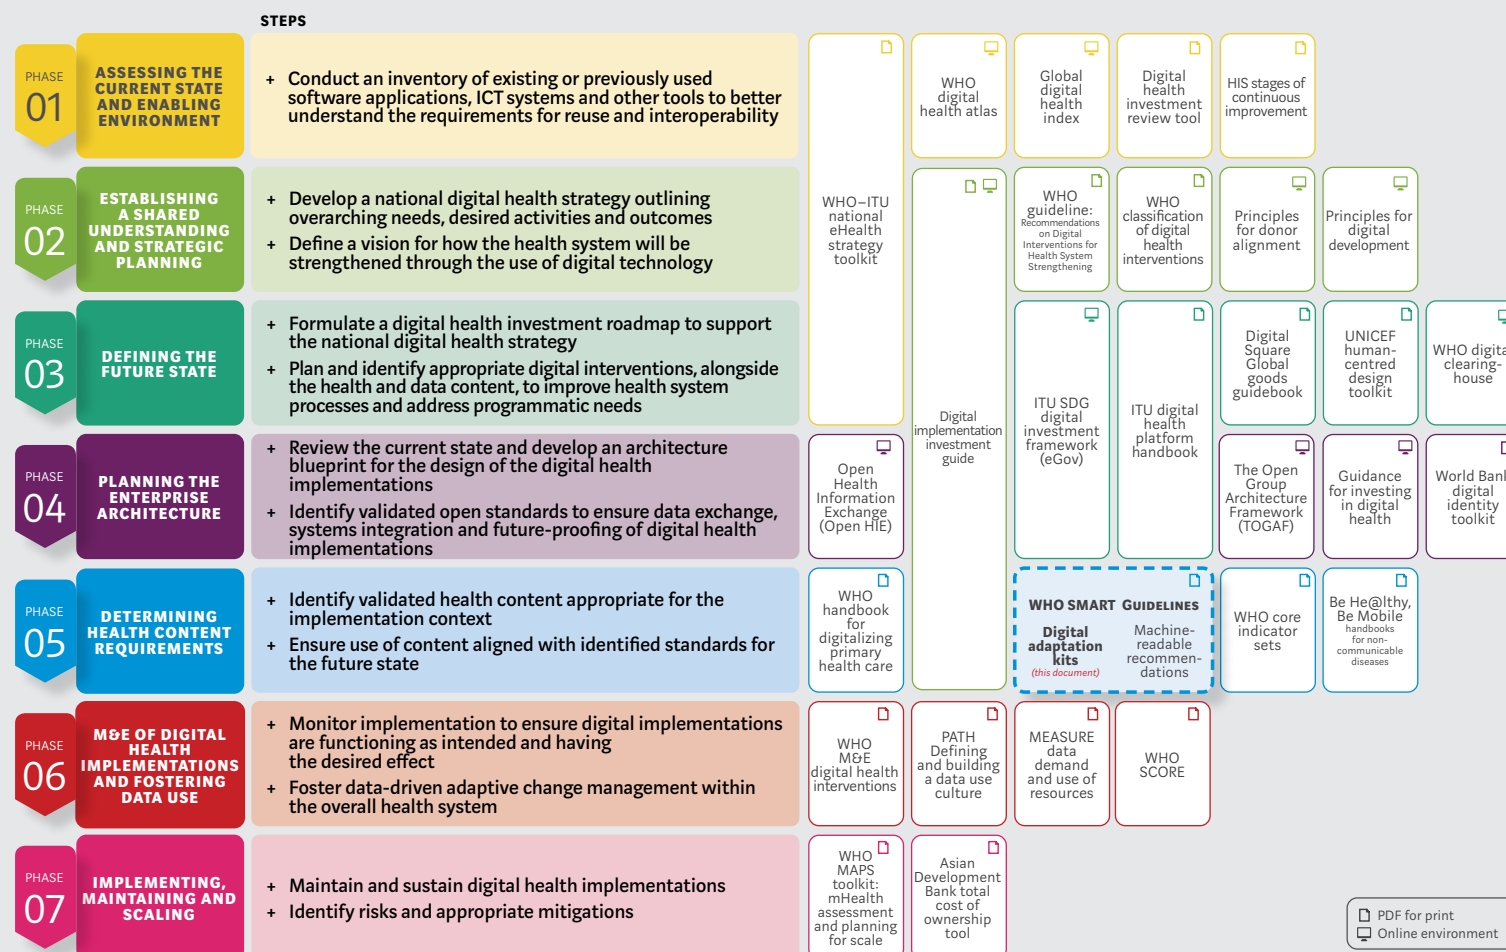 STEPS
PHASE
01
ASSESSING THE
CURRENT STATE
AND ENABLING
ENVIRONMENT
+ Conduct an inventory of existing or previously used
software applications, ICT systems and other tools to better
understand the requirements for reuse and interoperability
WHO–ITU
national
eHealth
strategy
toolkit
WHO
digital
health atlas
Global
digital
health
index
Digital
health
investment
review tool
HIS stages of
continuous
improvement
PHASE
02
ESTABLISHING
A SHARED
UNDERSTANDING
AND STRATEGIC
PLANNING
+ Develop a national digital health strategy outlining
overarching needs, desired activities and outcomes
+ Define a vision for how the health system will be
strengthened through the use of digital technology
Digital
implementation
investment
guide
WHO
guideline:
Recommendations
on Digital
Interventions for
Health System
Strengthening
WHO
classification
of digital
health
interventions
Principles
for donor
alignment
Principles for
digital
development
PHASE
03
DEFINING THE
FUTURE STATE
+ Formulate a digital health investment roadmap to support
the national digital health strategy
+ Plan and identify appropriate digital interventions, alongside
the health and data content, to improve health system
processes and address programmatic needs
ITU SDG
digital
investment
framework
(eGov)
ITU digital
health
platform
handbook
Digital
Square
Global
goods
guidebook
UNICEF
human-
centred
design
toolkit
WHO digita
clearing-
house
PHASE
04
PLANNING THE
ENTERPRISE
ARCHITECTURE
+ Review the current state and develop an architecture
blueprint for the design of the digital health
implementations
+ Identify validated open standards to ensure data exchange,
systems integration and future-proofing of digital health
implementations
Open
Health
Information
Exchange
(Open HIE)
The Open
Group
Architecture
Framework
(TOGAF)
Guidance
for investing
in digital
health
World Bank
digital
identity
toolkit
PHASE
05
DETERMINING
HEALTH CONTENT
REQUIREMENTS
+ Identify validated health content appropriate for the
implementation context
+ Ensure use of content aligned with identified standards for
the future state
WHO
handbook
for
digitalizing
primary
health care
WHO SMART GUIDELINES
Digital
adaptation
kits
(this document)
Machine-
readable
recommen-
dations
WHO core
indicator
sets
Be He@lthy,
Be Mobile
handbooks
for non-
communicable
diseases
PHASE
06
M&E OF DIGITAL
HEALTH
IMPLEMENTATIONS
AND FOSTERING
DATA USE
+ Monitor implementation to ensure digital implementations
are functioning as intended and having
the desired effect
+ Foster data-driven adaptive change management within
the overall health system
WHO
M&E
digital health
interventions
PATH
Defining
and building
a data use
culture
MEASURE
data
demand
and use of
resources
WHO
SCORE
PHASE
07
IMPLEMENTING,
MAINTAINING AND
SCALING
+ Maintain and sustain digital health implementations
+ Identify risks and appropriate mitigations
WHO
MAPS
toolkit:
mHealth
assessment
and planning
for scale
Asian
Development
Bank total
cost of
ownership
tool
PDF for print
Online environment